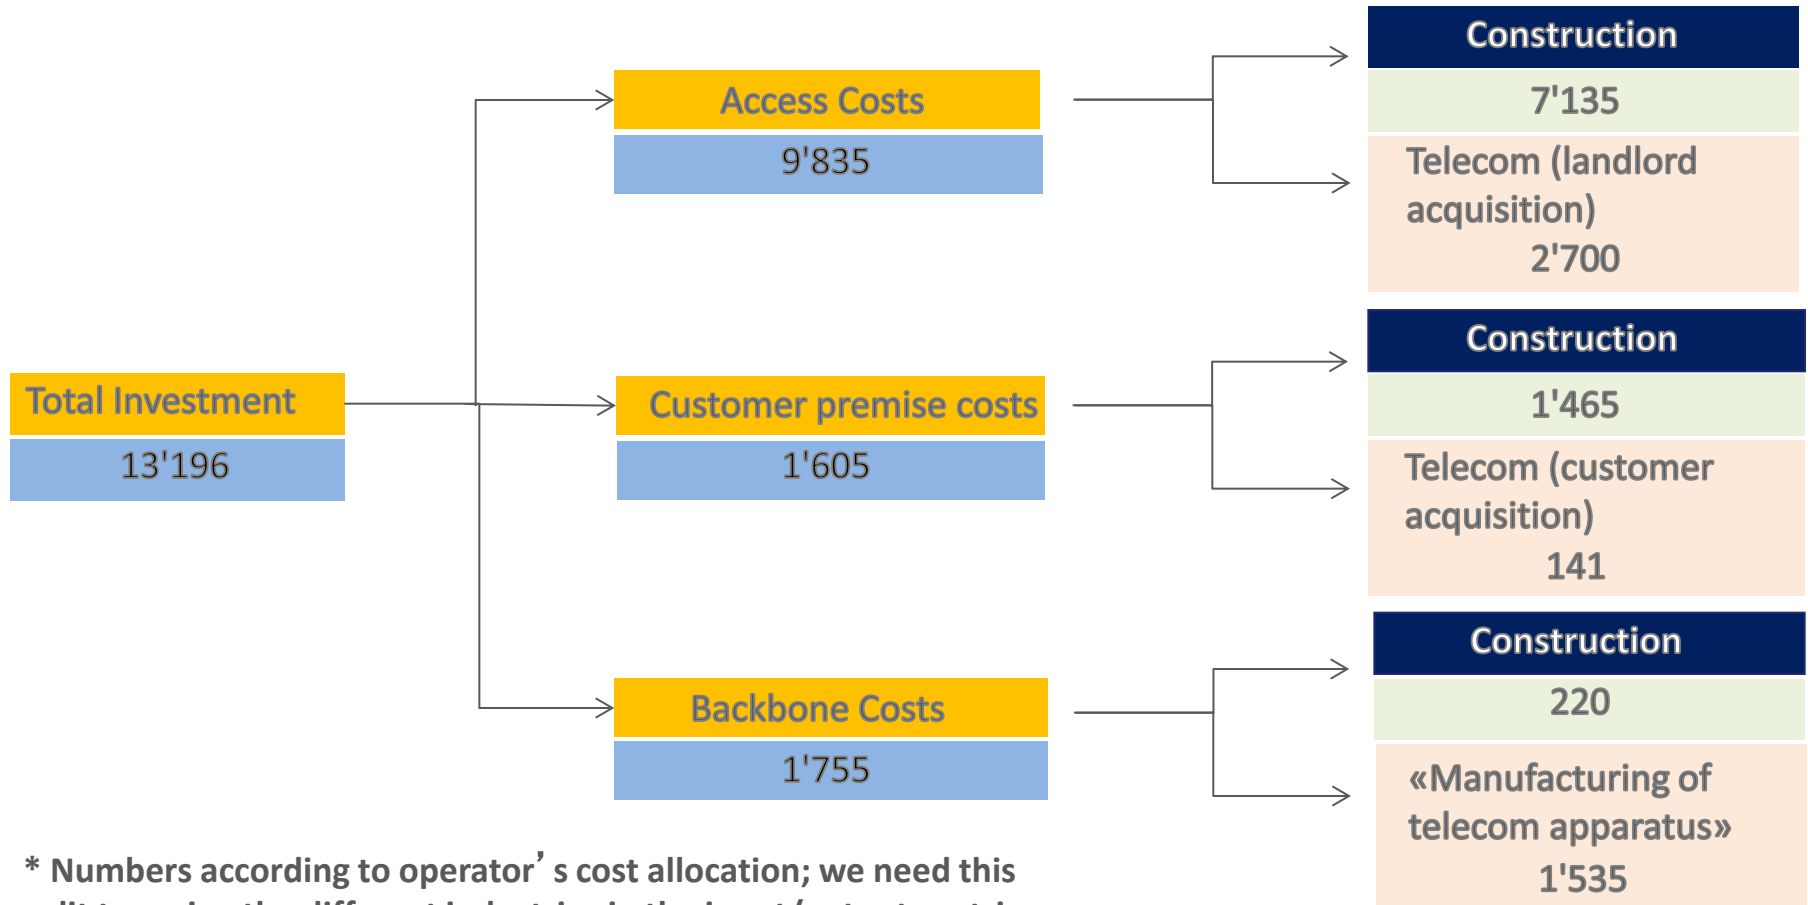 Construction
Access Costs
7'135
9'835
Telecom (landlord
acquisition)
2'700
Construction
Total Investment
Customer premise costs
1'465
13'196
1'605
Telecom (customer
acquisition)
141
Construction
Backbone Costs
220
1'755
«Manufacturing of
telecom apparatus»
1'535
* Numbers according to operator's cost allocation; we need this